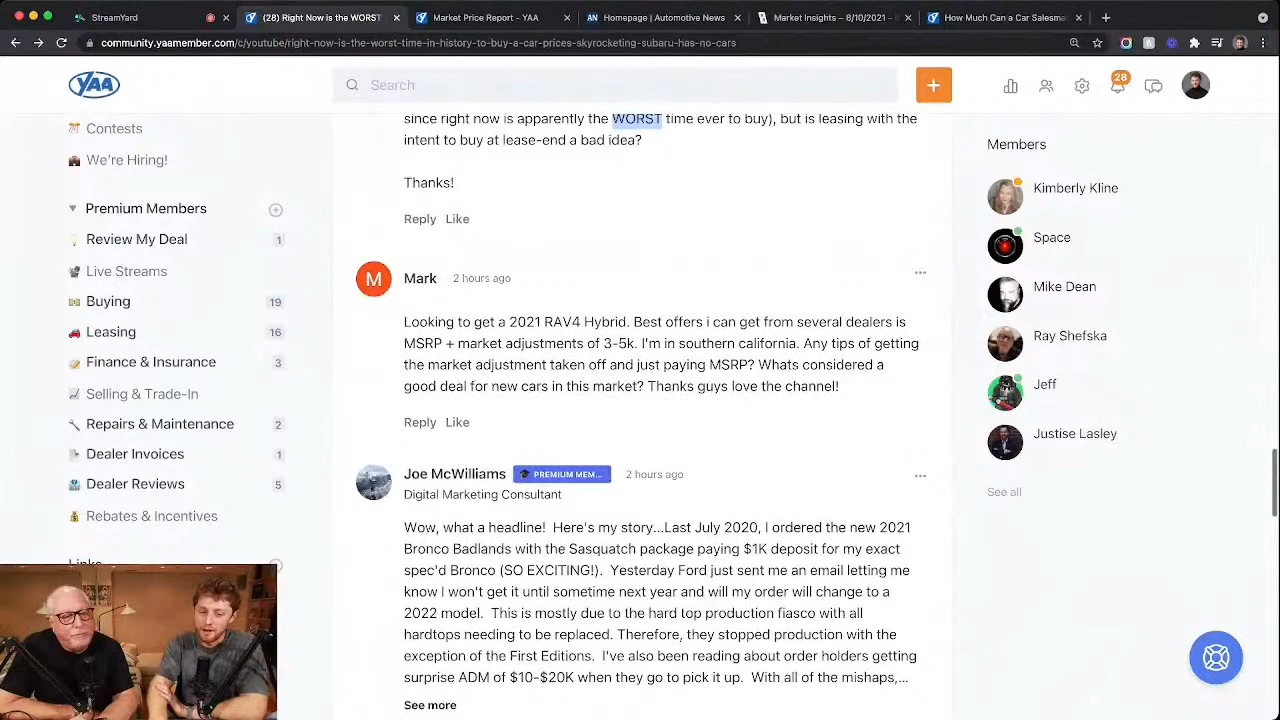 StreamYard
(28) Right Now is the WORST
Market Price Report - YAA
AN Homepage | Automotive News
Market Insights – 8/10/2021 –
How Much Can a Car Salesma
community.yaamember.com/c/youtube/right-now-is-the-worst-time-in-history-to-buy-a-car-prices-skyrocketing-subaru-has-no-cars
YAA
Search
28
Contests
We're Hiring!
Premium Members
Review My Deal 1
Live Streams
Buying 19
Leasing 16
Finance & Insurance 3
Selling & Trade-In
Repairs & Maintenance 2
Dealer Invoices 1
Dealer Reviews 5
Rebates & Incentives
Links
since right now is apparently the WORST time ever to buy), but is leasing with the
intent to buy at lease-end a bad idea?
Thanks!
Reply Like
M
Mark 2 hours ago
Looking to get a 2021 RAV4 Hybrid. Best offers i can get from several dealers is
MSRP + market adjustments of 3-5k. I'm in southern california. Any tips of getting
the market adjustment taken off and just paying MSRP? Whats considered a
good deal for new cars in this market? Thanks guys love the channel!
Reply Like
Joe McWilliams PREMIUM MEM... 2 hours ago
Digital Marketing Consultant
Wow, what a headline! Here's my story...Last July 2020, I ordered the new 2021
Bronco Badlands with the Sasquatch package paying $1K deposit for my exact
spec'd Bronco (SO EXCITING!). Yesterday Ford just sent me an email letting me
know I won't get it until sometime next year and will my order will change to a
2022 model. This is mostly due to the hard top production fiasco with all
hardtops needing to be replaced. Therefore, they stopped production with the
exception of the First Editions. I've also been reading about order holders getting
surprise ADM of $10-$20K when they go to pick it up. With all of the mishaps,...
See more
Members
Kimberly Kline
Space
Mike Dean
Ray Shefska
Jeff
Justise Lasley
See all